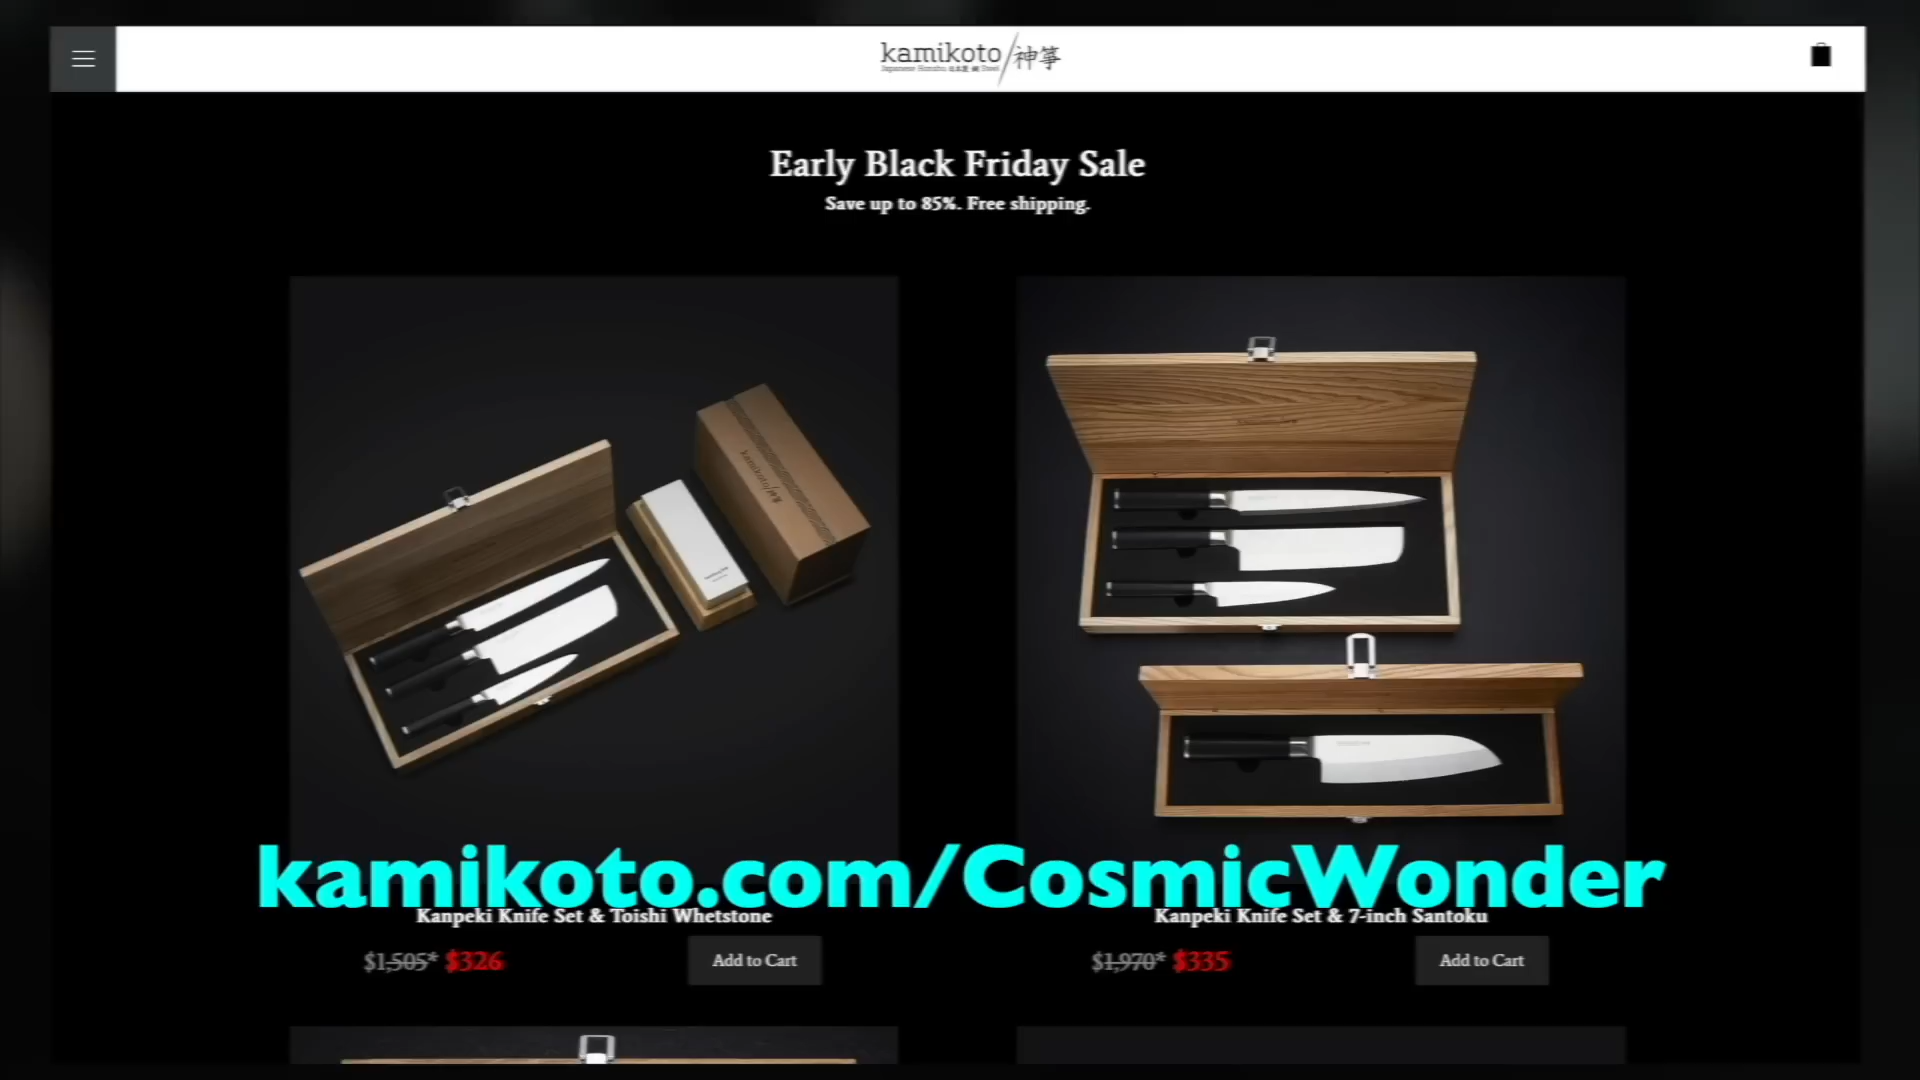 kamikoto/神箏
Early Black Friday Sale
Save up to 85%. Free shipping.
kamikoto.com/CosmicWonder
Kanpeki Knife Set & Toishi Whetstone
$1,505* $326
Add to Cart
Kanpeki Knife Set & 7-inch Santoku
$1,970* $335
Add to Cart